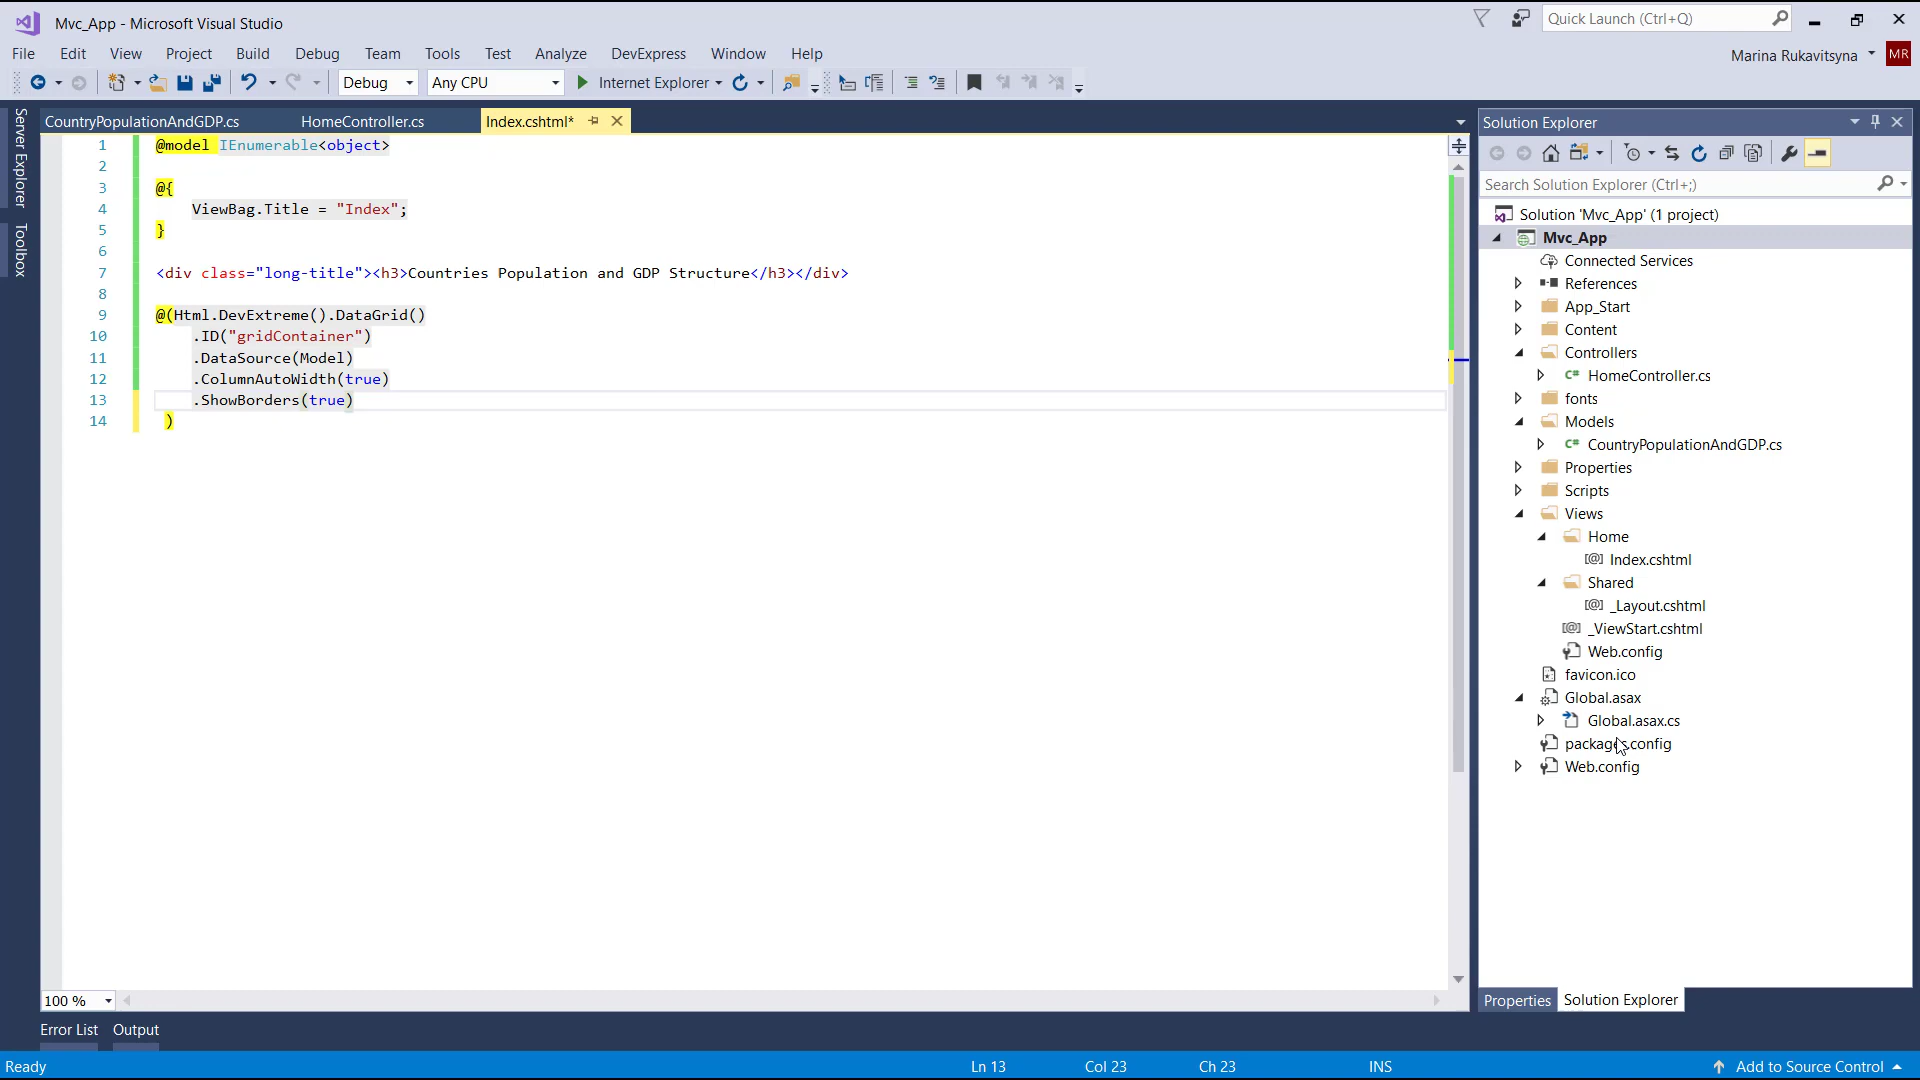 Mvc_App - Microsoft Visual Studio
Quick Launch (Ctrl+Q)
File Edit View Project Build Debug Team Tools Test Analyze DevExpress Window Help
Marina Rukavitsyna MR
Debug Any CPU Internet Explorer
Server Explorer
Toolbox
CountryPopulationAndGDP.cs HomeController.cs Index.cshtml*
1 @model IEnumerable<object>
2
3 @{
4 ViewBag.Title = "Index";
5 }
6
7 <div class="long-title"><h3>Countries Population and GDP Structure</h3></div>
8
9 @(Html.DevExtreme().DataGrid()
10 .ID("gridContainer")
11 .DataSource(Model)
12 .ColumnAutoWidth(true)
13 .ShowBorders(true)
14 )
100 %
Solution Explorer
Search Solution Explorer (Ctrl+;)
Solution 'Mvc_App' (1 project)
Mvc_App
Connected Services
References
App_Start
Content
Controllers
C# HomeController.cs
fonts
Models
C# CountryPopulationAndGDP.cs
Properties
Scripts
Views
Home
[@] Index.cshtml
Shared
[@] _Layout.cshtml
[@] _ViewStart.cshtml
Web.config
favicon.ico
Global.asax
Global.asax.cs
packages.config
Web.config
Properties Solution Explorer
Error List Output
Ready Ln 13 Col 23 Ch 23 INS Add to Source Control